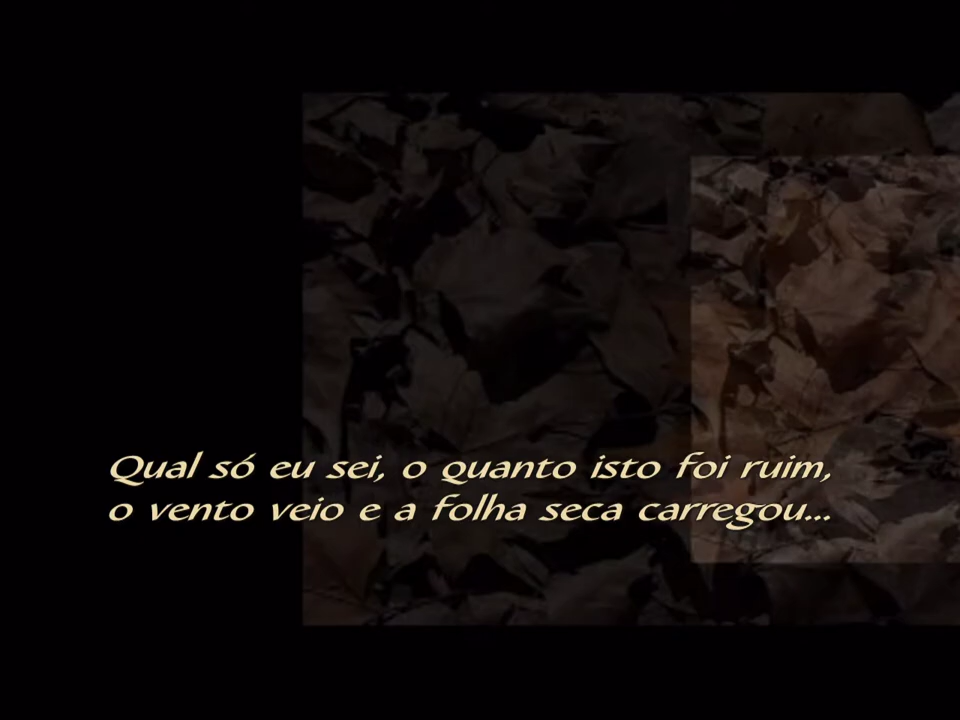 Qual só eu sei, o quanto isto foi ruim,
o vento veio e a folha seca carregou...